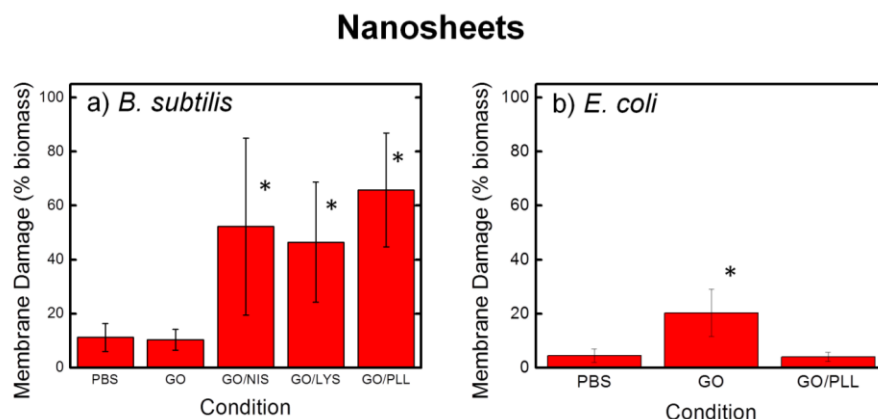 Nanosheets
a) B. subtilis
Membrane Damage (% biomass)
100
80
60
40
20
0
*
*
*
PBS GO GO/NIS GO/LYS GO/PLL
Condition
b) E. coli
Membrane Damage (% biomass)
100
80
60
40
20
0
*
PBS GO GO/PLL
Condition